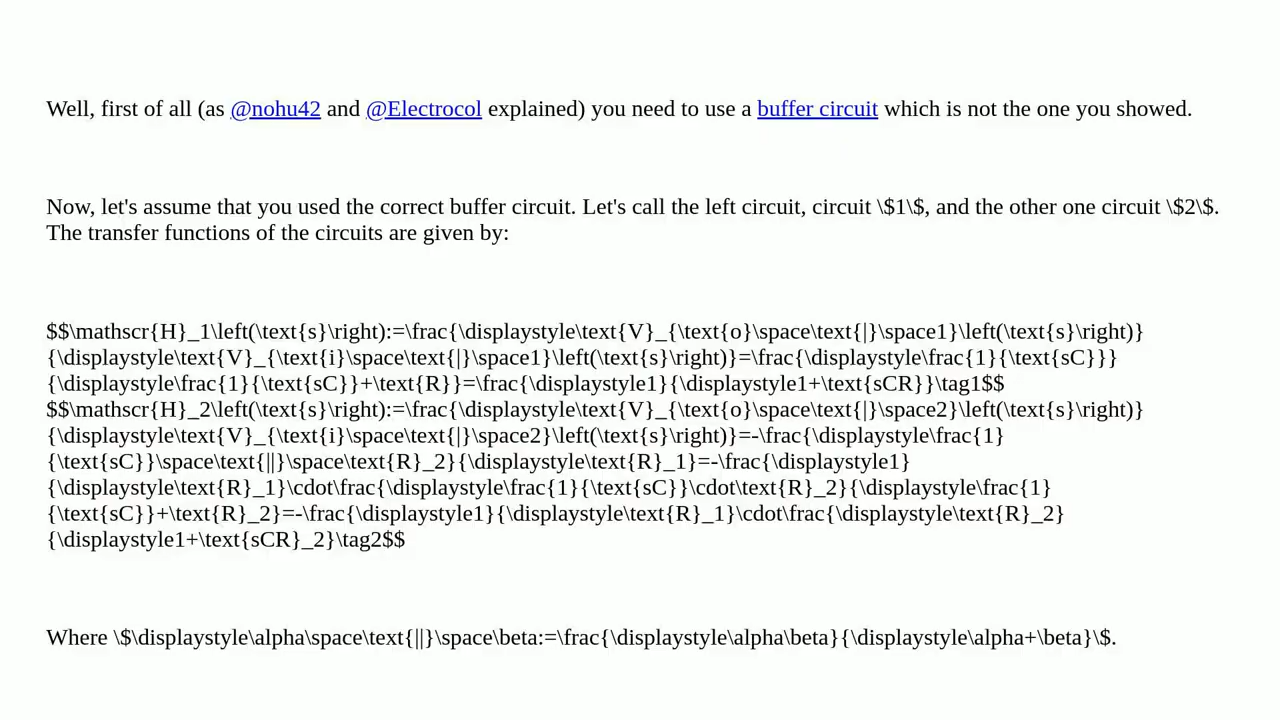 Well, first of all (as @nohu42 and @Electrocol explained) you need to use a buffer circuit which is not the one you showed.
Now, let's assume that you used the correct buffer circuit. Let's call the left circuit, circuit \$1\$, and the other one circuit \$2\$.
The transfer functions of the circuits are given by:
$$\mathscr{H}_1\left(\text{s}\right):=\frac{\displaystyle\text{V}_{\text{o}\space\text{|}\space1}\left(\text{s}\right)}
{\displaystyle\text{V}_{\text{i}\space\text{|}\space1}\left(\text{s}\right)}=\frac{\displaystyle\frac{1}{\text{sC}}}
{\displaystyle\frac{1}{\text{sC}}+\text{R}}=\frac{\displaystyle1}{\displaystyle1+\text{sCR}}\tag1$$
$$\mathscr{H}_2\left(\text{s}\right):=\frac{\displaystyle\text{V}_{\text{o}\space\text{|}\space2}\left(\text{s}\right)}
{\displaystyle\text{V}_{\text{i}\space\text{|}\space2}\left(\text{s}\right)}=-\frac{\displaystyle\frac{1}
{\text{sC}}\space\text{||}\space\text{R}_2}{\displaystyle\text{R}_1}=-\frac{\displaystyle1}
{\displaystyle\text{R}_1}\cdot\frac{\displaystyle\frac{1}{\text{sC}}\cdot\text{R}_2}{\displaystyle\frac{1}
{\text{sC}}+\text{R}_2}=-\frac{\displaystyle1}{\displaystyle\text{R}_1}\cdot\frac{\displaystyle\text{R}_2}
{\displaystyle1+\text{sCR}_2}\tag2$$
Where \$\displaystyle\alpha\space\text{||}\space\beta:=\frac{\displaystyle\alpha\beta}{\displaystyle\alpha+\beta}\$.